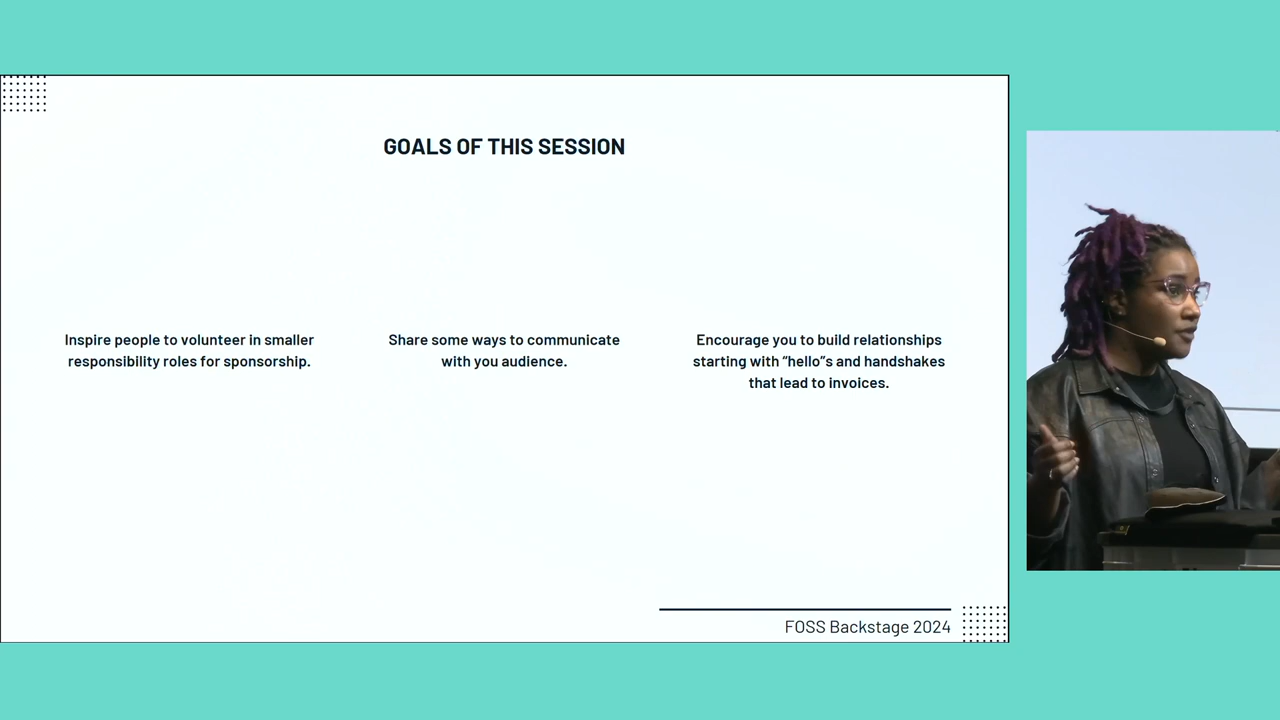 GOALS OF THIS SESSION
Inspire people to volunteer in smaller
responsibility roles for sponsorship.
Share some ways to communicate
with you audience.
Encourage you to build relationships
starting with “hello”s and handshakes
that lead to invoices.
FOSS Backstage 2024